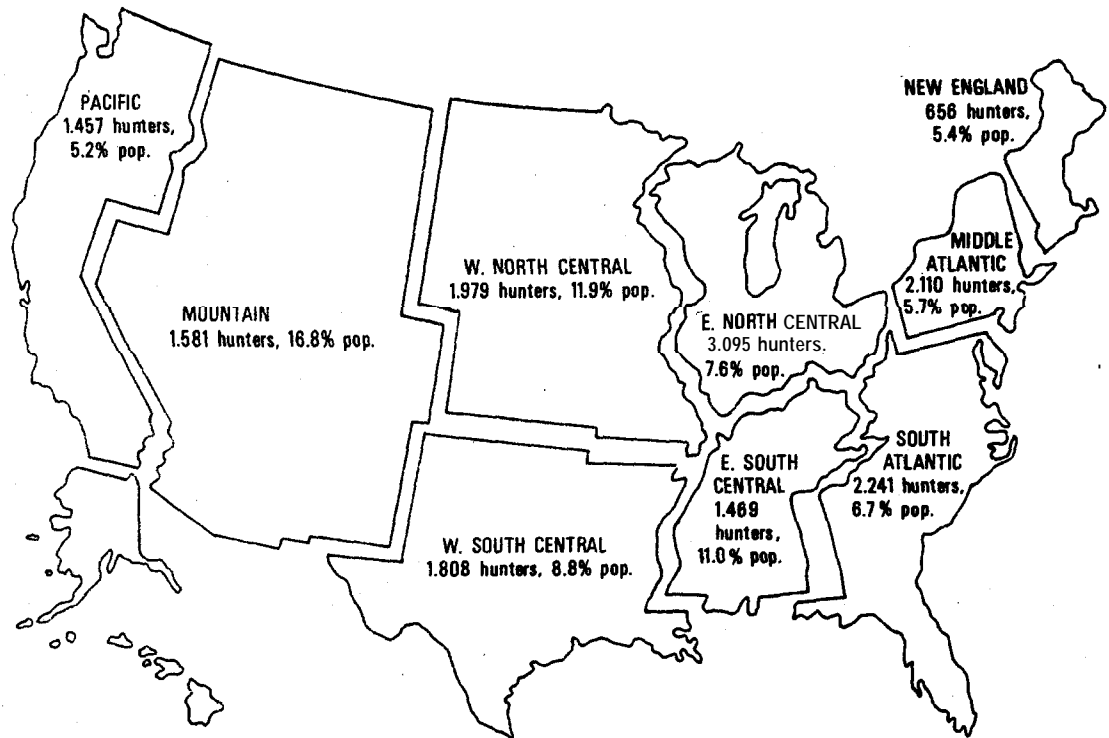 PACIFIC
1.457 hunters,
5.2% pop.
MOUNTAIN
1.581 hunters, 16.8% pop.
W. NORTH CENTRAL
1.979 hunters, 11.9% pop.
W. SOUTH CENTRAL
1.808 hunters, 8.8% pop.
E. NORTH CENTRAL
3.095 hunters.
7.6% pop.
E. SOUTH
CENTRAL
1.469
hunters,
11.0% pop.
NEW ENGLAND
656 hunters,
5.4% pop.
MIDDLE
ATLANTIC
2.110 hunters,
5.7% pop.
SOUTH
ATLANTIC
2.241 hunters,
6.7% pop.